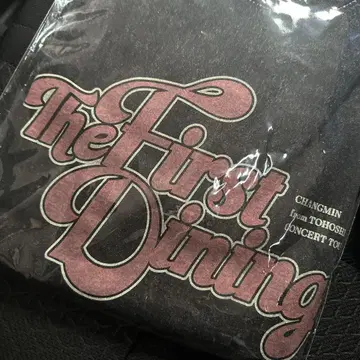 The First
Dining
CHANGMIN
from TOHOSHI
CONCERT TOU